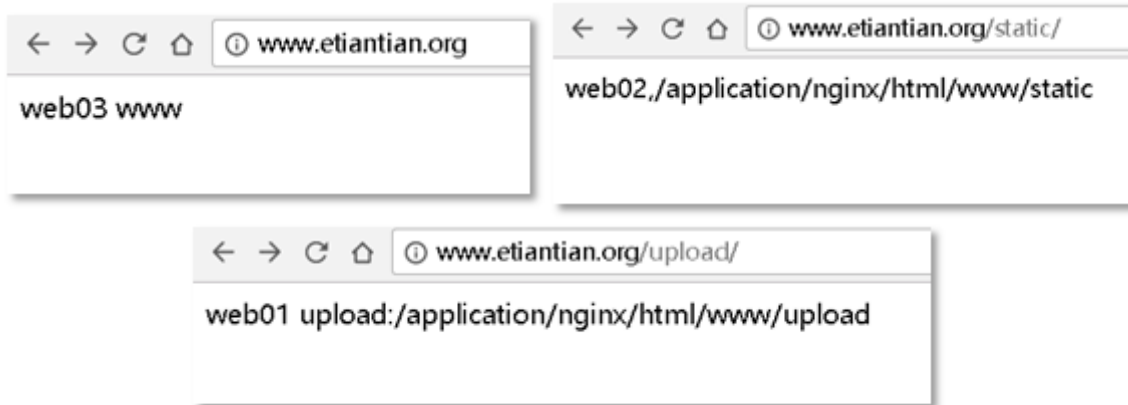 www.etiantian.org
web03 www
www.etiantian.org/static/
web02,/application/nginx/html/www/static
www.etiantian.org/upload/
web01 upload:/application/nginx/html/www/upload